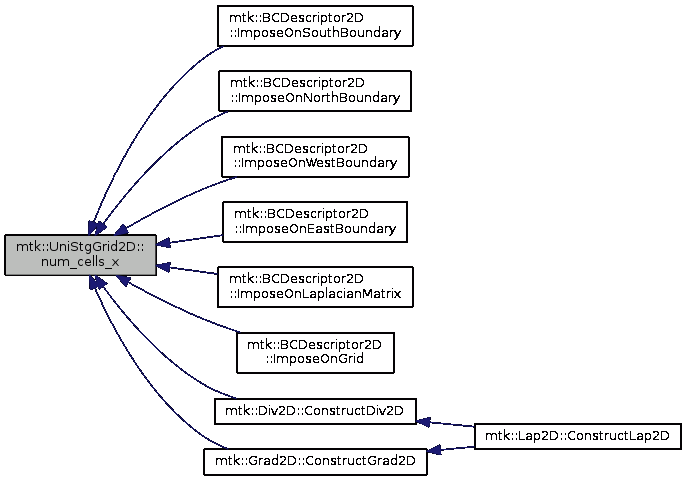 mtk::BCDescriptor2D
::ImposeOnSouthBoundary
mtk::BCDescriptor2D
::ImposeOnNorthBoundary
mtk::BCDescriptor2D
::ImposeOnWestBoundary
mtk::BCDescriptor2D
::ImposeOnEastBoundary
mtk::UniStgGrid2D::
num_cells_x
mtk::BCDescriptor2D
::ImposeOnLaplacianMatrix
mtk::BCDescriptor2D
::ImposeOnGrid
mtk::Div2D::ConstructDiv2D
mtk::Lap2D::ConstructLap2D
mtk::Grad2D::ConstructGrad2D